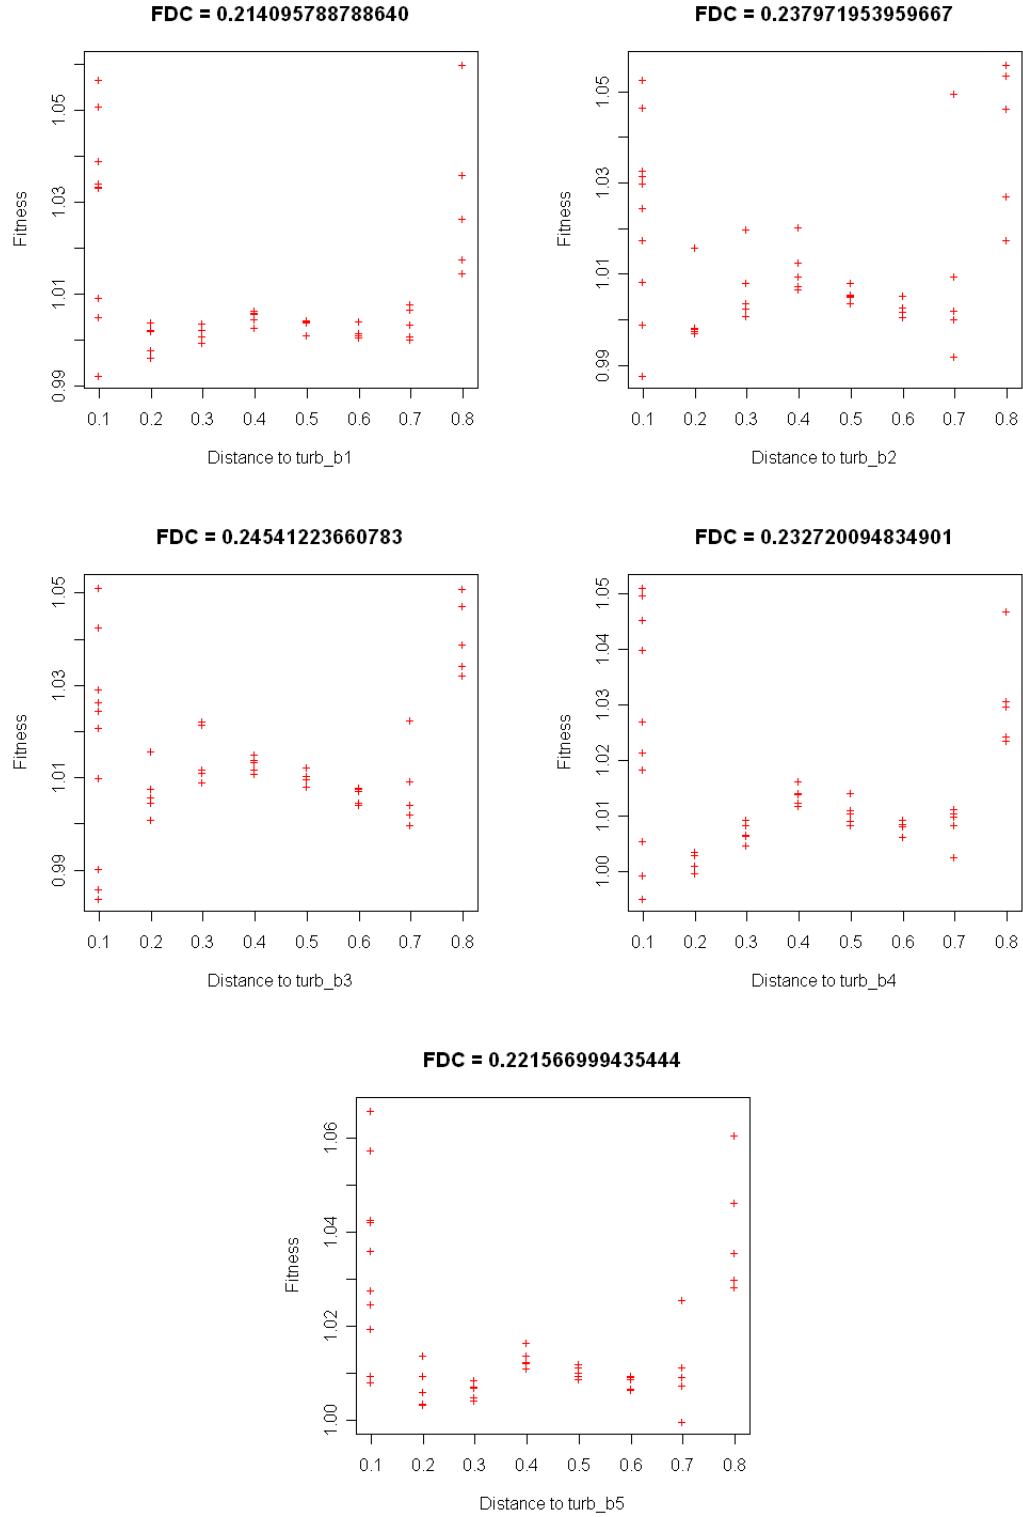 FDC = 0.214095788788640
Fitness
0.99 1.01 1.03 1.05
0.1 0.2 0.3 0.4 0.5 0.6 0.7 0.8
Distance to turb_b1
FDC = 0.237971953959667
Fitness
0.99 1.01 1.03 1.05
0.1 0.2 0.3 0.4 0.5 0.6 0.7 0.8
Distance to turb_b2
FDC = 0.24541223660783
Fitness
0.99 1.01 1.03 1.05
0.1 0.2 0.3 0.4 0.5 0.6 0.7 0.8
Distance to turb_b3
FDC = 0.232720094834901
Fitness
1.00 1.01 1.02 1.03 1.04 1.05
0.1 0.2 0.3 0.4 0.5 0.6 0.7 0.8
Distance to turb_b4
FDC = 0.221566999435444
Fitness
1.00 1.02 1.04 1.06
0.1 0.2 0.3 0.4 0.5 0.6 0.7 0.8
Distance to turb_b5